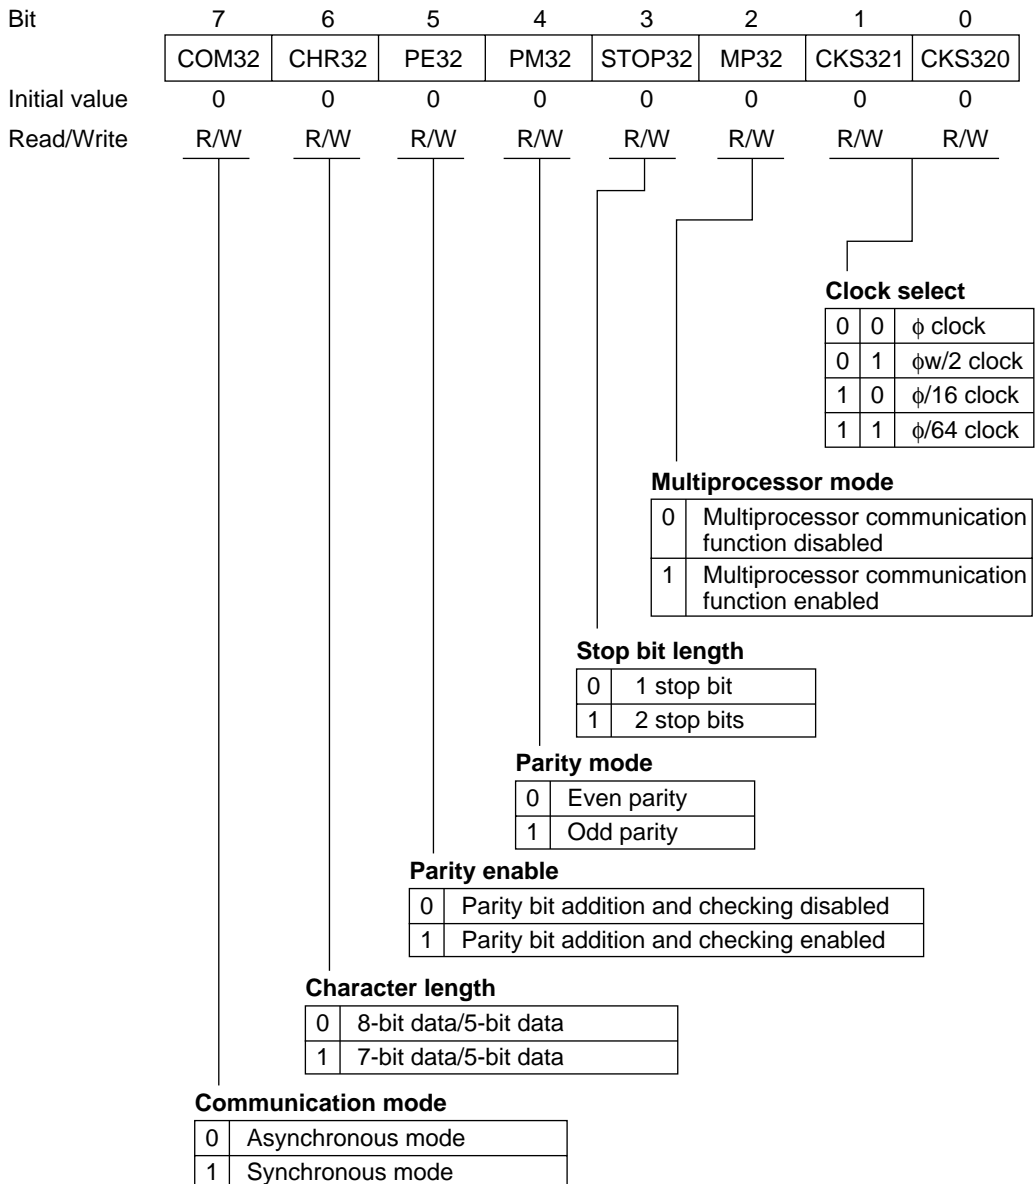 Bit 7 6 5 4 3 2 1 0
COM32 CHR32 PE32 PM32 STOP32 MP32 CKS321 CKS320
Initial value 0 0 0 0 0 0 0 0
Read/Write R/W R/W R/W R/W R/W R/W R/W R/W
Clock select
0 0 ϕ clock
0 1 ϕw/2 clock
1 0 ϕ/16 clock
1 1 ϕ/64 clock
Multiprocessor mode
0 Multiprocessor communication
function disabled
1 Multiprocessor communication
function enabled
Stop bit length
0 1 stop bit
1 2 stop bits
Parity mode
0 Even parity
1 Odd parity
Parity enable
0 Parity bit addition and checking disabled
1 Parity bit addition and checking enabled
Character length
0 8-bit data/5-bit data
1 7-bit data/5-bit data
Communication mode
0 Asynchronous mode
1 Synchronous mode